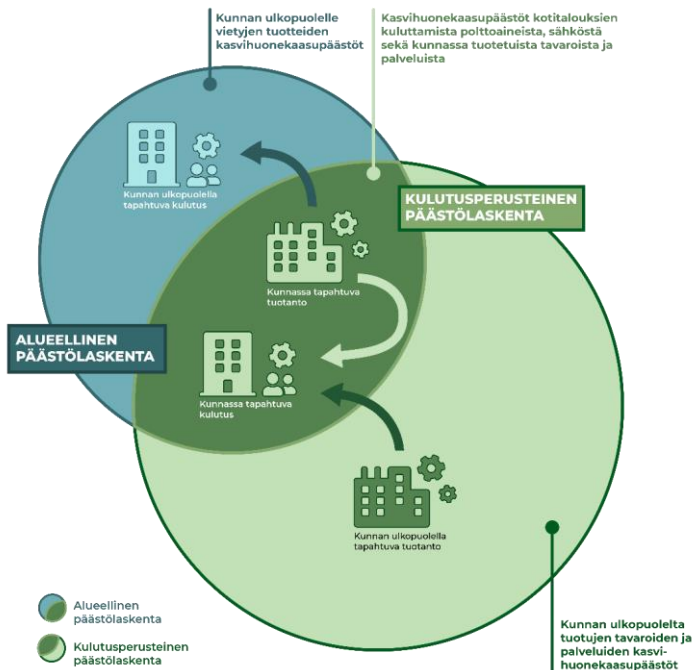 Kunnan ulkopuolelle
vietyjen tuotteiden
kasvihuonekaasupäästöt
Kasvihuonekaasupäästöt kotitalouksien
kuluttamista polttoaineista, sähköstä
sekä kunnassa tuotetuista tavaroista ja
palveluista
Kunnan ulkopuolella
tapahtuva kulutus
KULUTUSPERUSTEINEN
PÄÄSTÖLASKENTA
Kunnassa tapahtuva
tuotanto
ALUEELLINEN
PÄÄSTÖLASKENTA
Kunnassa tapahtuva
kulutus
Kunnan ulkopuolella
tapahtuva tuotanto
Alueellinen
päästölaskenta
Kulutusperusteinen
päästölaskenta
Kunnan ulkopuolelta
tuotujen tavaroiden ja
palveluiden kasvi-
huonekaasupäästöt